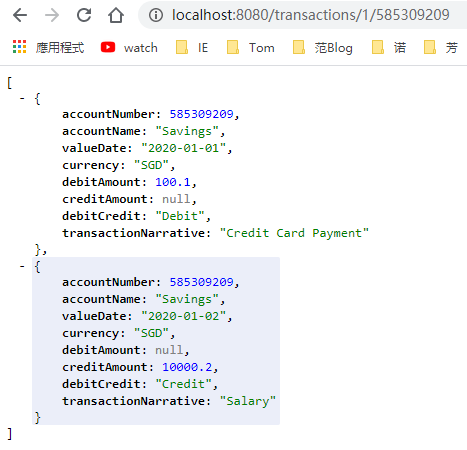 localhost:8080/transactions/1/585309209
應用程式 watch IE Tom 范Blog 诺 芳
[
- {
accountNumber: 585309209,
accountName: "Savings",
valueDate: "2020-01-01",
currency: "SGD",
debitAmount: 100.1,
creditAmount: null,
debitCredit: "Debit",
transactionNarrative: "Credit Card Payment"
},
- {
accountNumber: 585309209,
accountName: "Savings",
valueDate: "2020-01-02",
currency: "SGD",
debitAmount: null,
creditAmount: 10000.2,
debitCredit: "Credit",
transactionNarrative: "Salary"
}
]